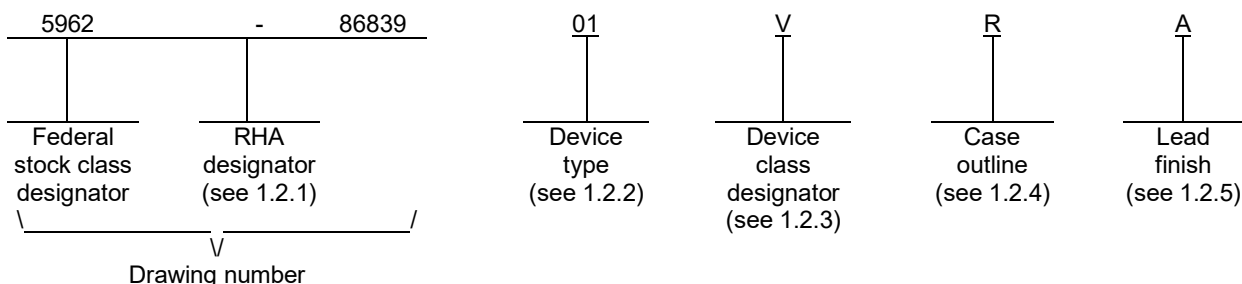 5962 - 86839 01 V R A
Federal RHA Device Device Case Lead
stock class designator type class outline finish
designator (see 1.2.1) (see 1.2.2) designator (see 1.2.4) (see 1.2.5)
(see 1.2.3)
\ /
\/
Drawing number